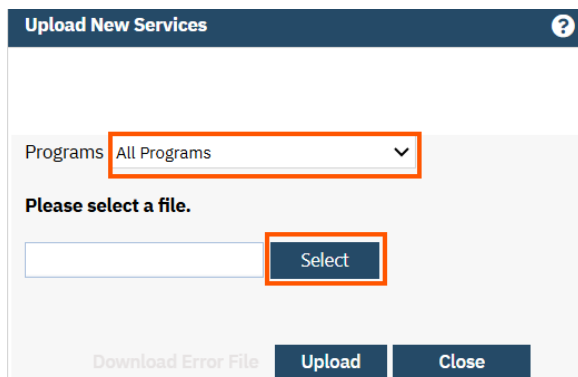 Upload New Services ?
Programs All Programs
Please select a file.
Select
Download Error File Upload Close